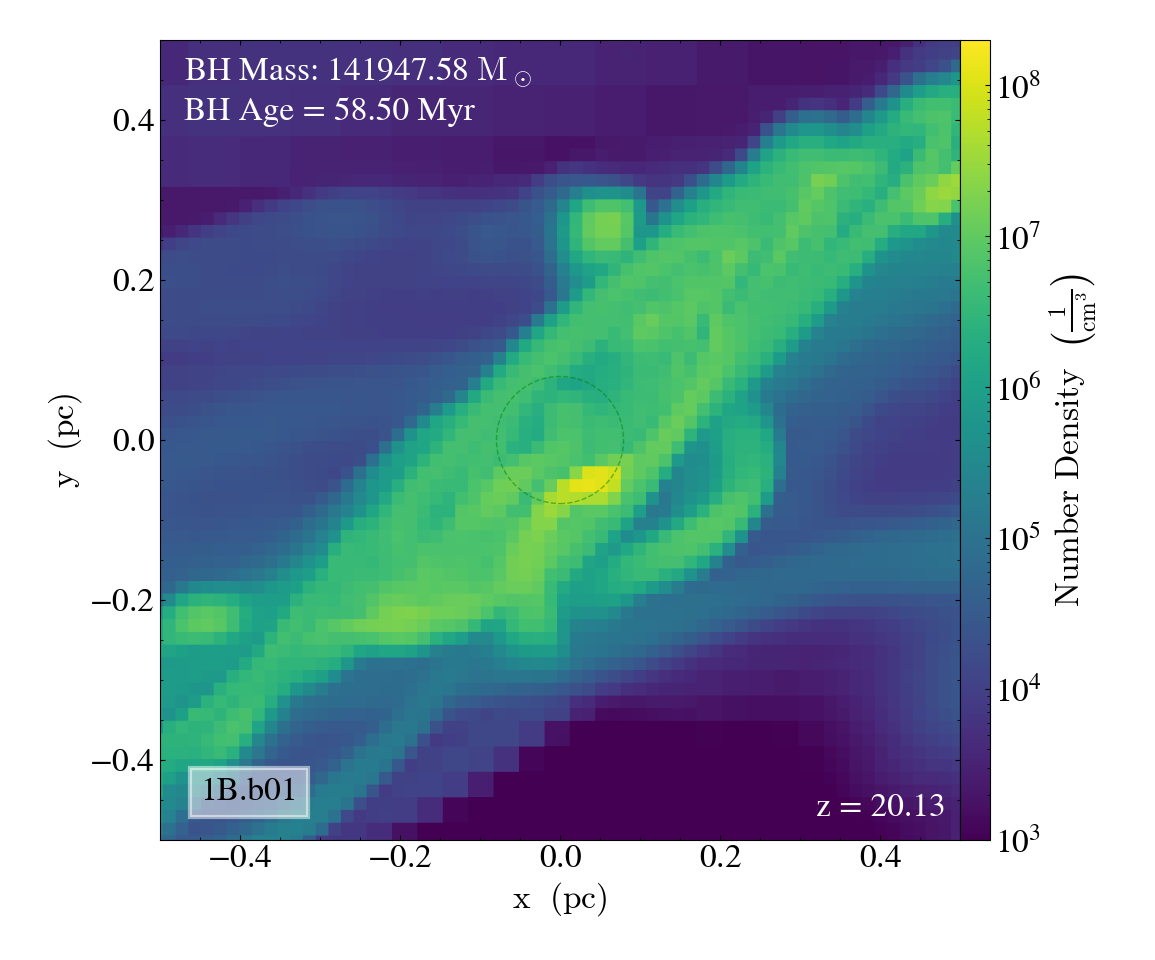 BH Mass: 141947.58 M⊙
BH Age = 58.50 Myr
1B.b01
z = 20.13
0.4
0.2
0.0
−0.2
−0.4
y (pc)
−0.4 −0.2 0.0 0.2 0.4
x (pc)
10⁸
10⁷
10⁶
10⁵
10⁴
10³
Number Density (1/cm³)